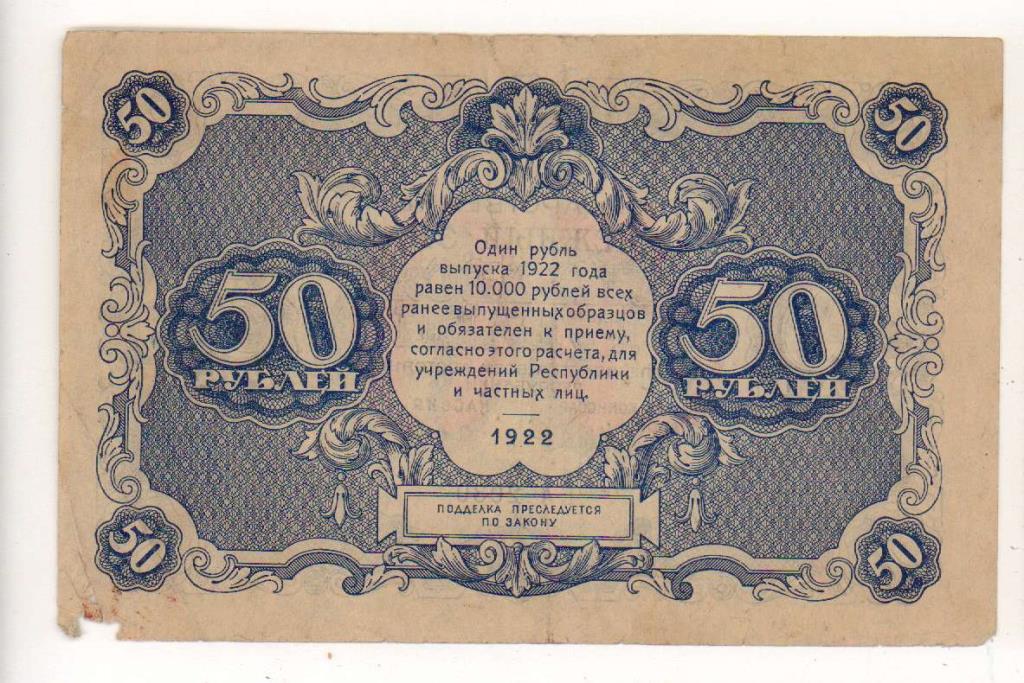 50
50
Один рубль
выпуска 1922 года
равен 10.000 рублей всех
ранее выпущенных образцов
и обязателен к приему,
согласно этого расчета, для
учреждений Республики
и частных лиц.
1922
50
РУБЛЕЙ
50
РУБЛЕЙ
ПОДДЕЛКА ПРЕСЛЕДУЕТСЯ
ПО ЗАКОНУ
50
50